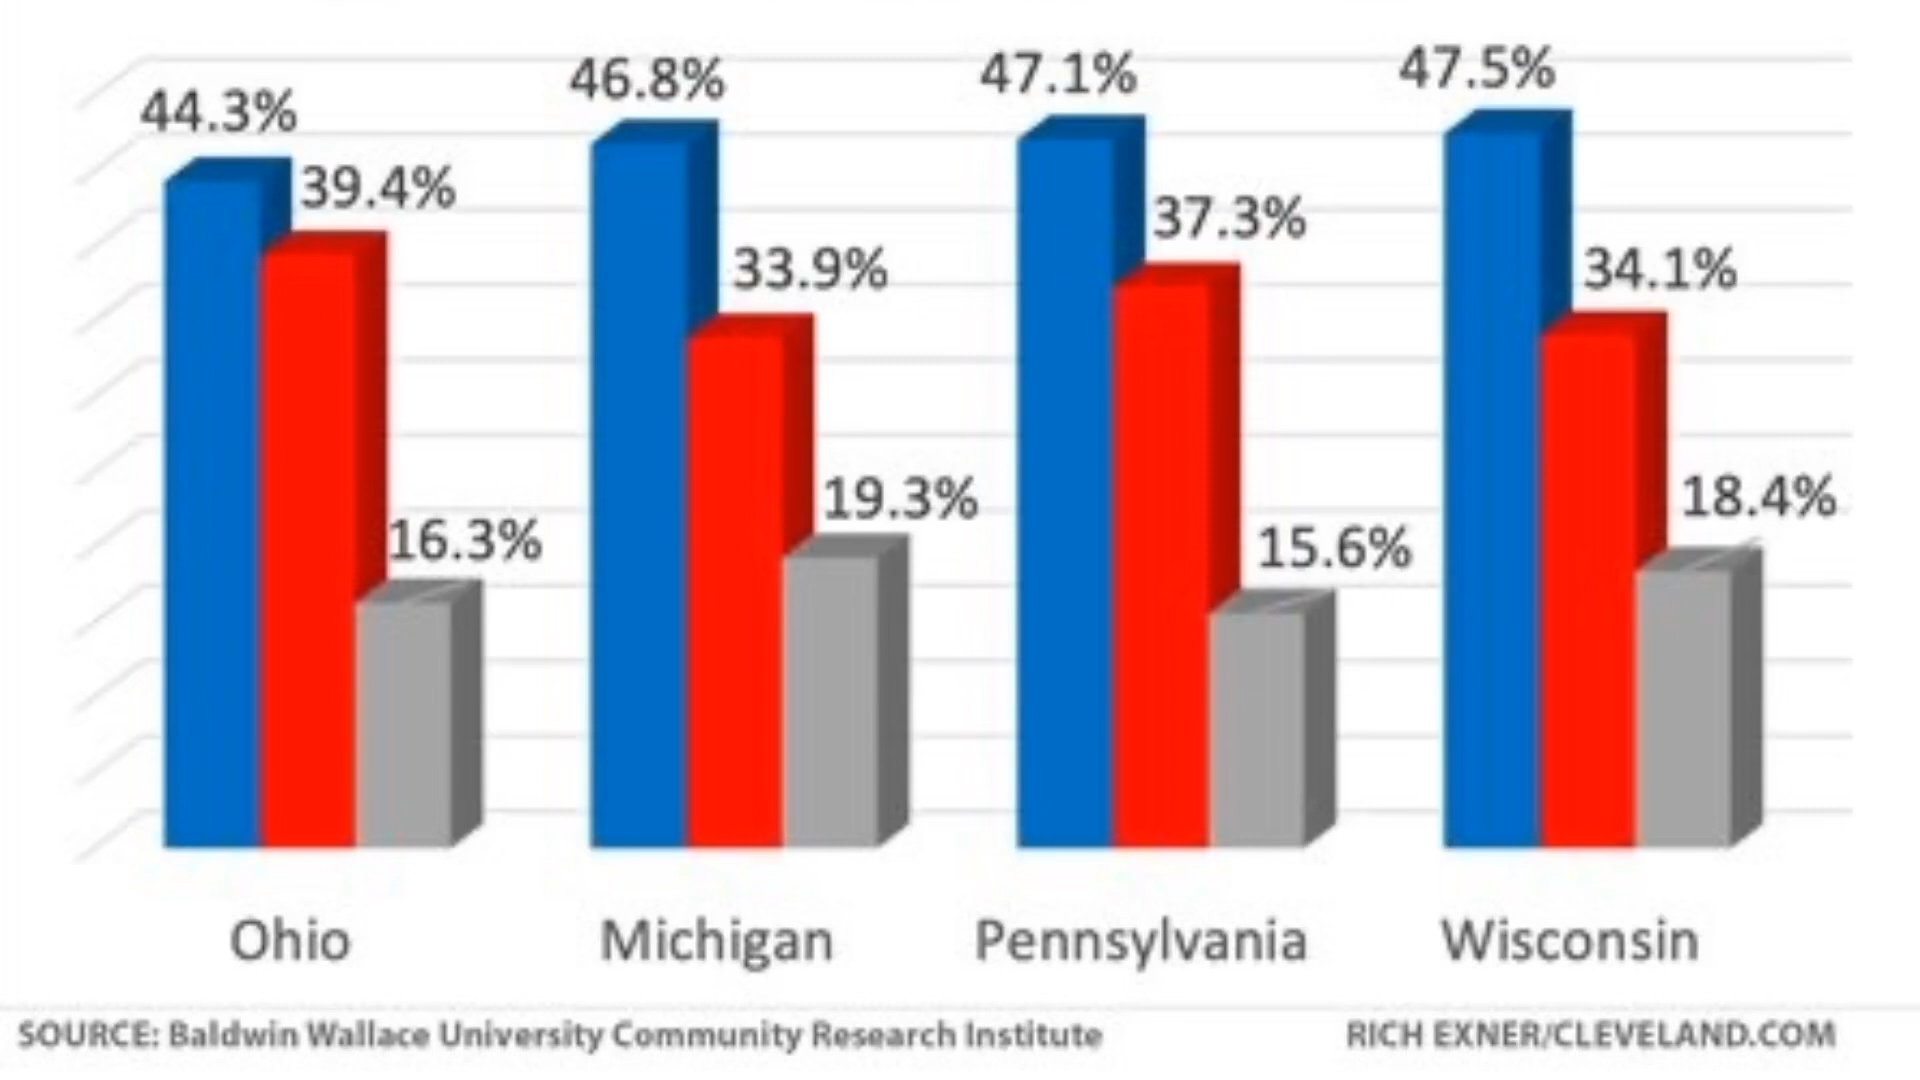 44.3% 39.4% 16.3%
46.8% 33.9% 19.3%
47.1% 37.3% 15.6%
47.5% 34.1% 18.4%
Ohio Michigan Pennsylvania Wisconsin
SOURCE: Baldwin Wallace University Community Research Institute RICH EXNER/CLEVELAND.COM